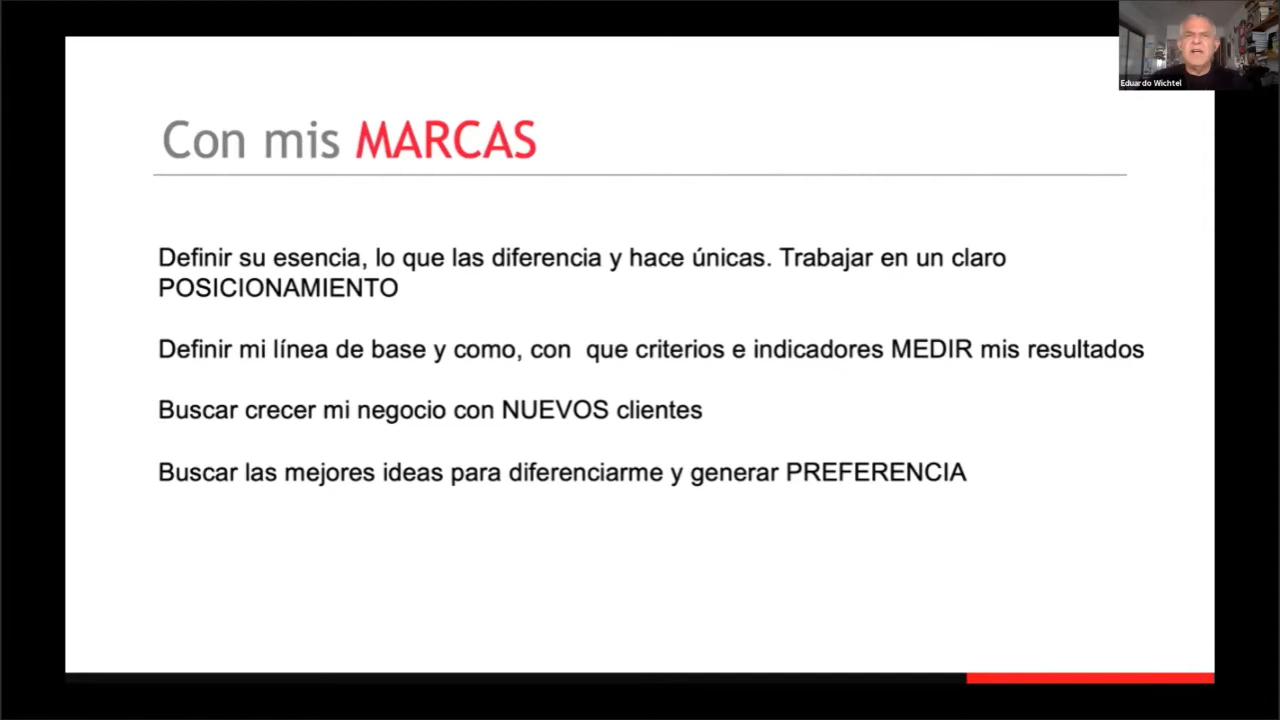 Eduardo Wichtel
Con mis MARCAS
Definir su esencia, lo que las diferencia y hace únicas. Trabajar en un claro
POSICIONAMIENTO
Definir mi línea de base y como, con  que criterios e indicadores MEDIR mis resultados
Buscar crecer mi negocio con NUEVOS clientes
Buscar las mejores ideas para diferenciarme y generar PREFERENCIA